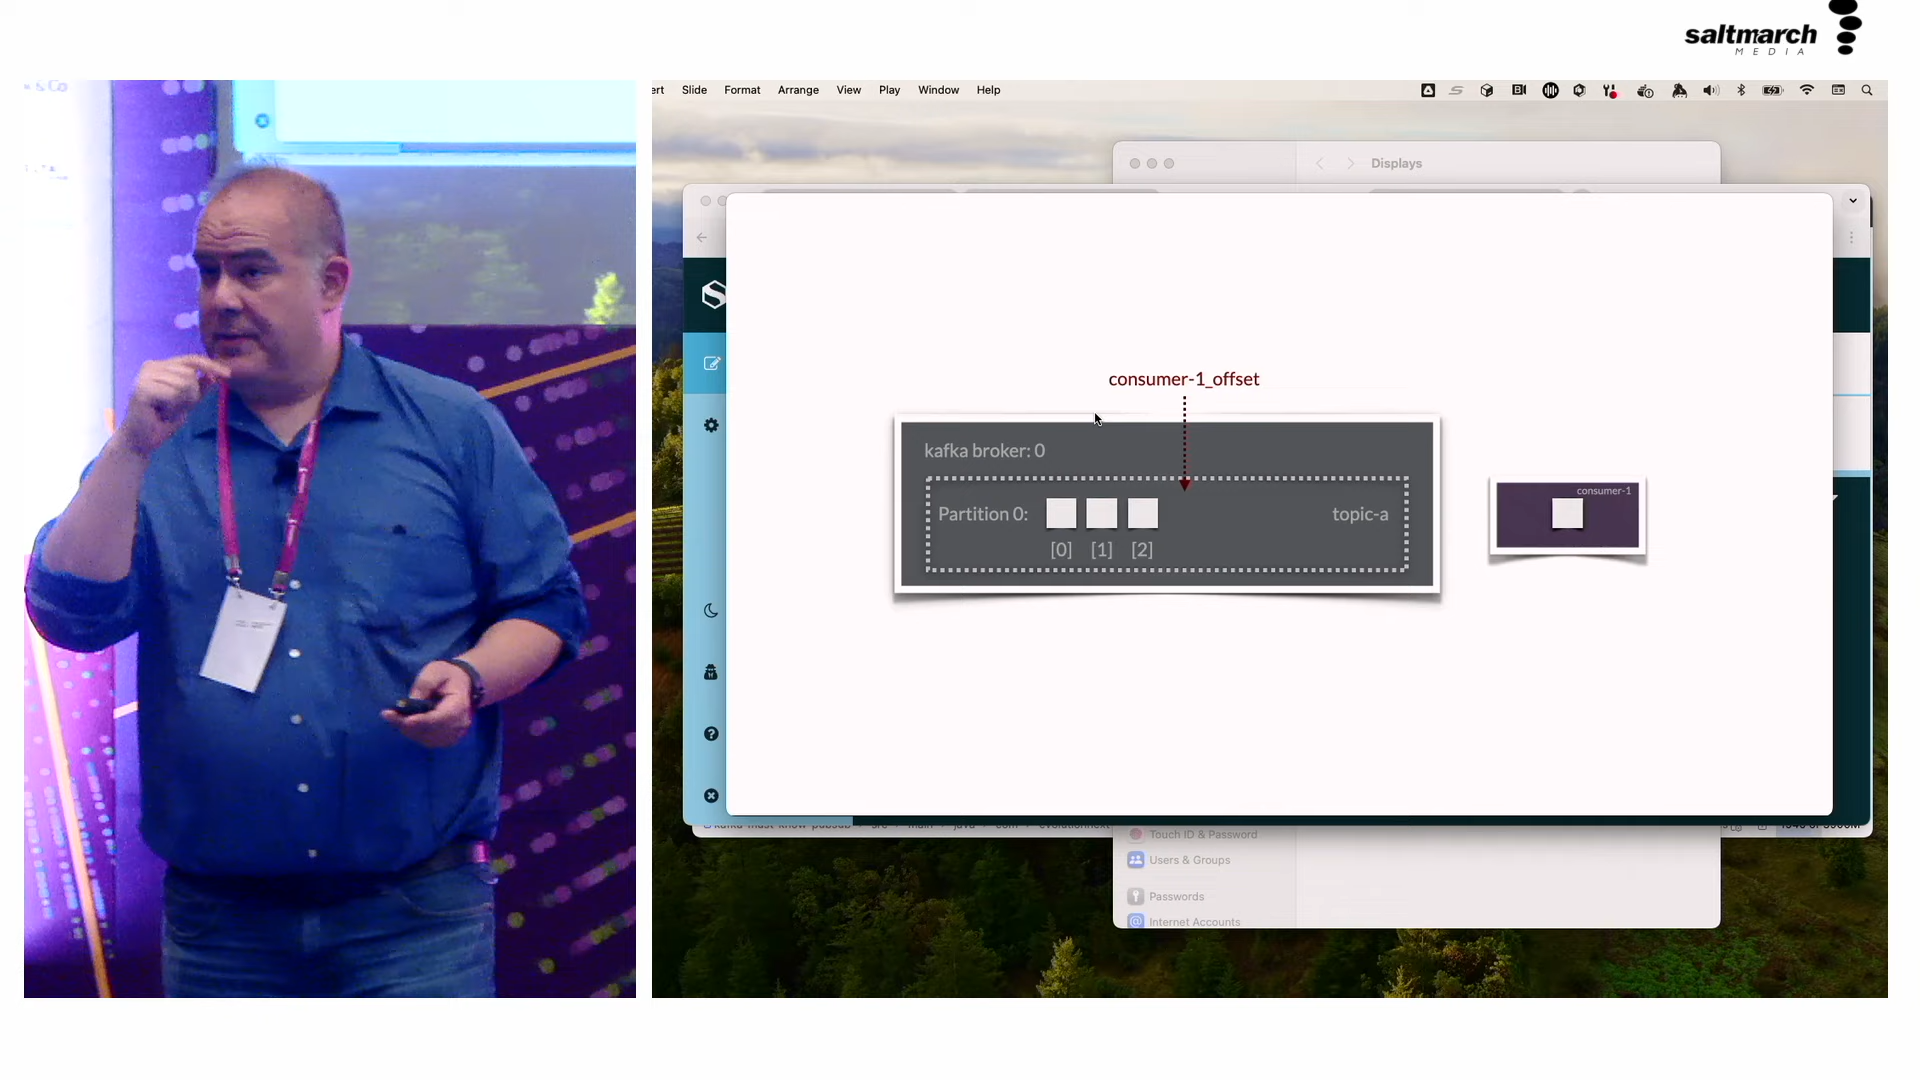 saltmarch
MEDIA
& Co
ert Slide Format Arrange View Play Window Help
Displays
consumer-1_offset
kafka broker: 0
Partition 0:
topic-a
[0] [1] [2]
consumer-1
Touch ID & Password
Users & Groups
Passwords
Internet Accounts